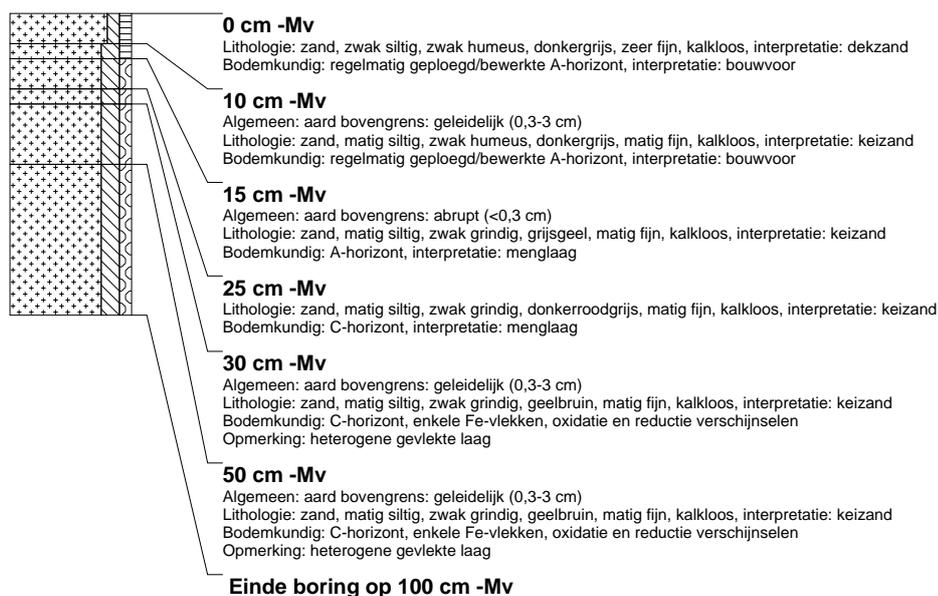 0 cm -Mv
Lithologie: zand, zwak siltig, zwak humeus, donkergrijs, zeer fijn, kalkloos, interpretatie: dekzand
Bodemkundig: regelmatig geploegd/bewerkte A-horizont, interpretatie: bouwvoor
10 cm -Mv
Algemeen: aard bovengrens: geleidelijk (0,3-3 cm)
Lithologie: zand, matig siltig, zwak humeus, donkergrijs, matig fijn, kalkloos, interpretatie: keizand
Bodemkundig: regelmatig geploegd/bewerkte A-horizont, interpretatie: bouwvoor
15 cm -Mv
Algemeen: aard bovengrens: abrupt (<0,3 cm)
Lithologie: zand, matig siltig, zwak grindig, grijsgeel, matig fijn, kalkloos, interpretatie: keizand
Bodemkundig: A-horizont, interpretatie: menglaag
25 cm -Mv
Lithologie: zand, matig siltig, zwak grindig, donkerroodgrijs, matig fijn, kalkloos, interpretatie: keizand
Bodemkundig: C-horizont, interpretatie: menglaag
30 cm -Mv
Algemeen: aard bovengrens: geleidelijk (0,3-3 cm)
Lithologie: zand, matig siltig, zwak grindig, geelbruin, matig fijn, kalkloos, interpretatie: keizand
Bodemkundig: C-horizont, enkele Fe-vlekken, oxidatie en reductie verschijnselen
Opmerking: heterogene gevlekte laag
50 cm -Mv
Algemeen: aard bovengrens: geleidelijk (0,3-3 cm)
Lithologie: zand, matig siltig, zwak grindig, geelbruin, matig fijn, kalkloos, interpretatie: keizand
Bodemkundig: C-horizont, enkele Fe-vlekken, oxidatie en reductie verschijnselen
Opmerking: heterogene gevlekte laag
Einde boring op 100 cm -Mv